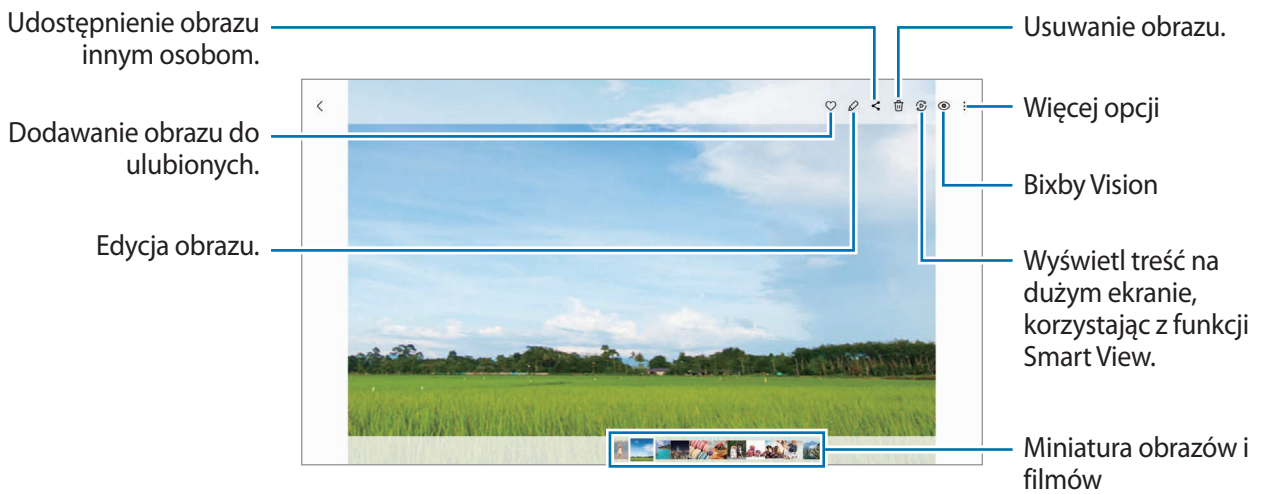 Udostępnienie obrazu
innym osobom.
Dodawanie obrazu do
ulubionych.
Edycja obrazu.
Usuwanie obrazu.
Więcej opcji
Bixby Vision
Wyświetl treść na
dużym ekranie,
korzystając z funkcji
Smart View.
Miniatura obrazów i
filmów